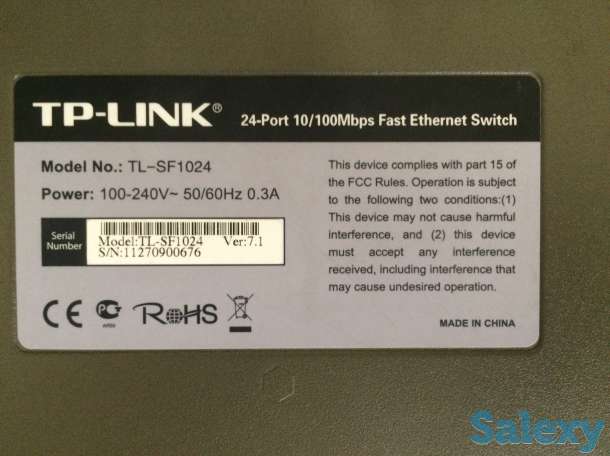 TP-LINK® 24-Port 10/100Mbps Fast Ethernet Switch
Model No.: TL-SF1024
Power: 100-240V~ 50/60Hz 0.3A
Serial
Number
Model:TL-SF1024 Ver:7.1
S/N:11270900676
This device complies with part 15 of
the FCC Rules. Operation is subject
to the following two conditions:(1)
This device may not cause harmful
interference, and (2) this device
must accept any interference
received, including interference that
may cause undesired operation.
CE RoHS
MADE IN CHINA
Salexy